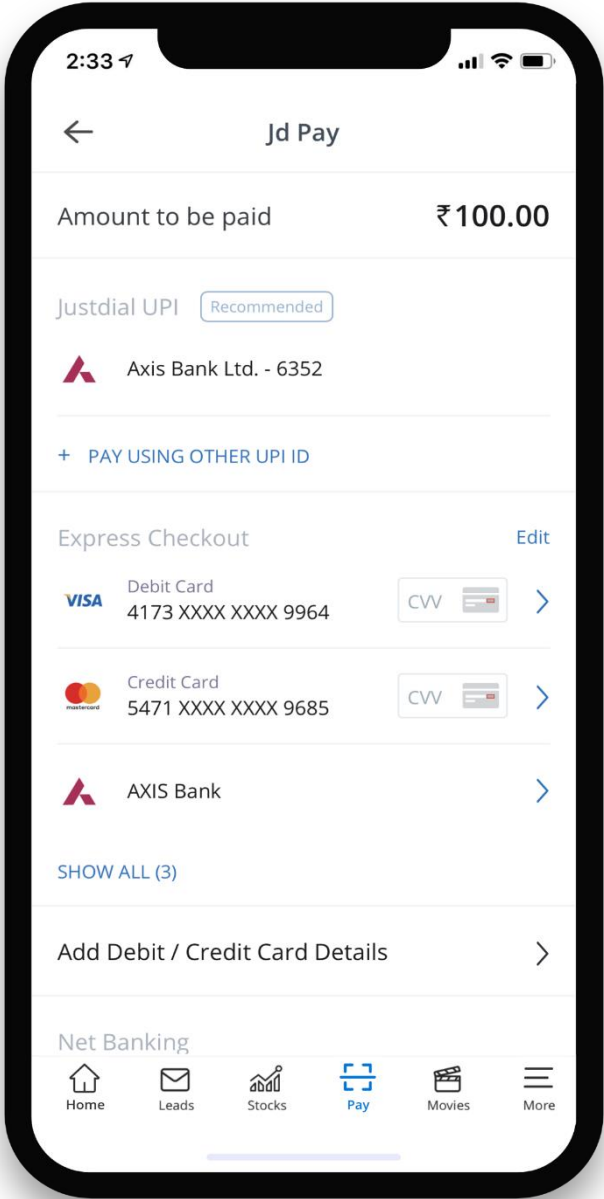 2:33
Jd Pay
Amount to be paid ₹100.00
Justdial UPI Recommended
Axis Bank Ltd. - 6352
+ PAY USING OTHER UPI ID
Express Checkout Edit
VISA Debit Card
4173 XXXX XXXX 9964 CVV
Credit Card
mastercard 5471 XXXX XXXX 9685 CVV
AXIS Bank
SHOW ALL (3)
Add Debit / Credit Card Details
Net Banking
Home Leads Stocks Pay Movies More